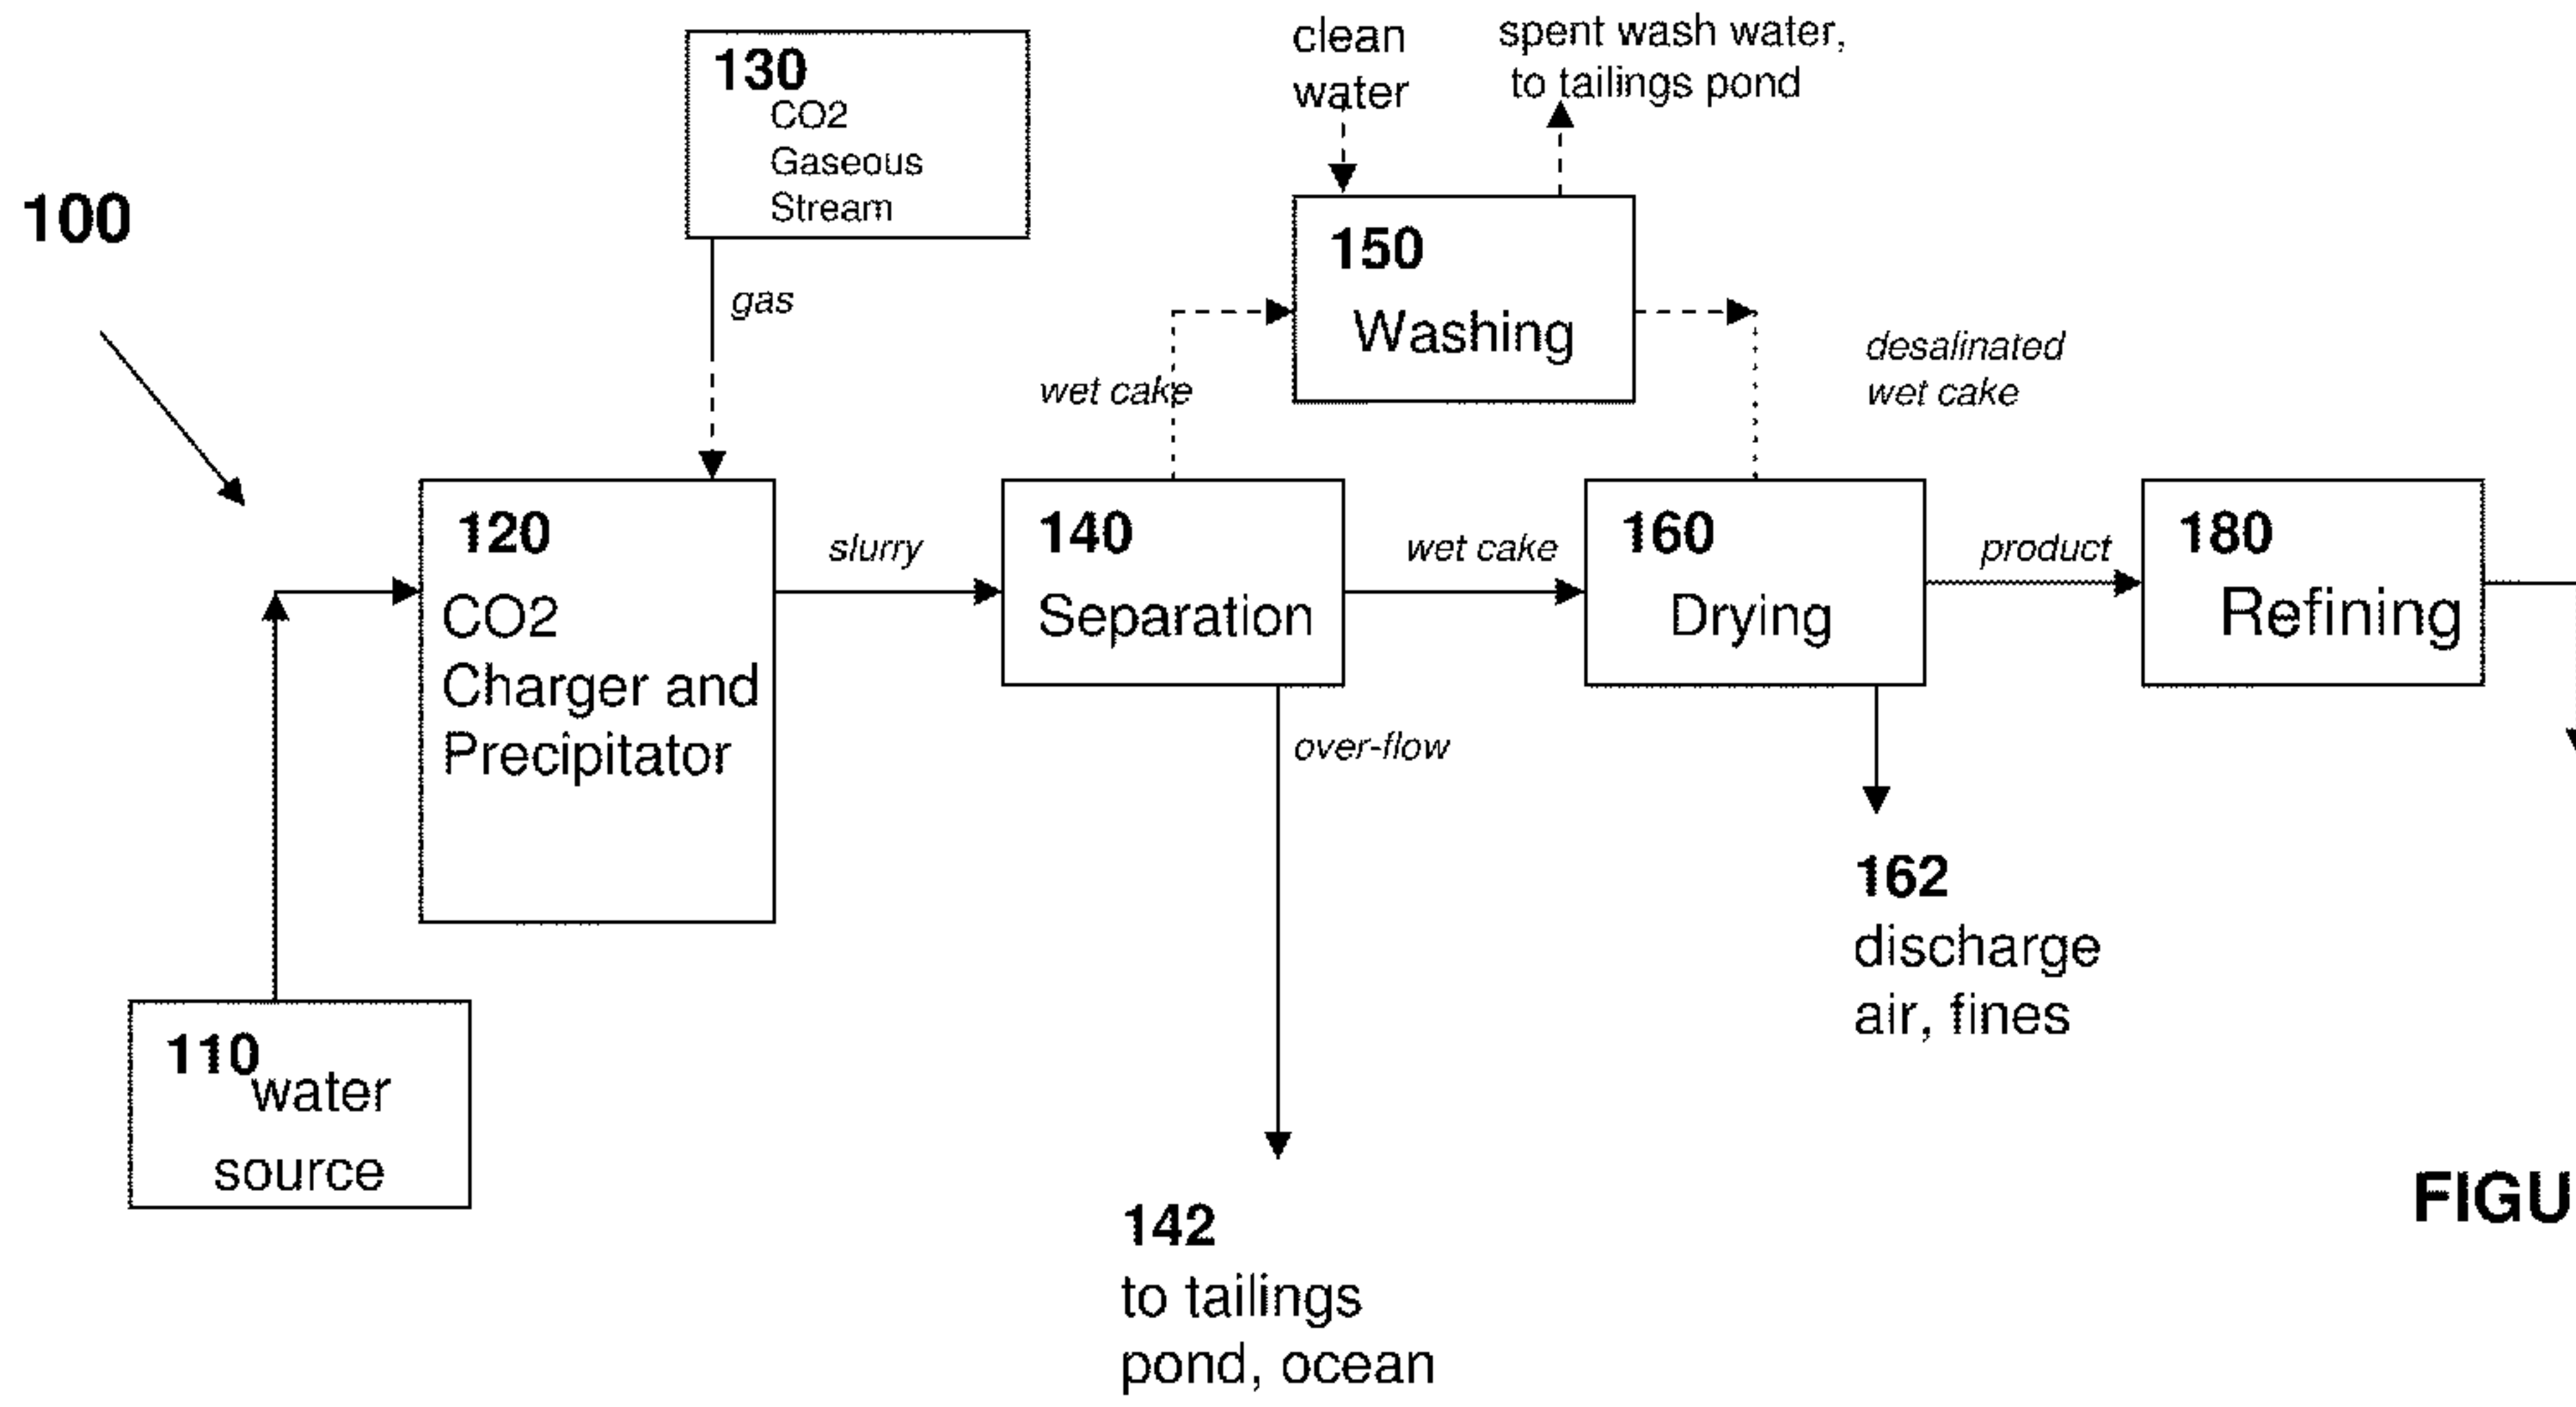 130
CO2
Gaseous
Stream
clean
water
spent wash water,
to tailings pond
100
150
Washing
gas
wet cake
desalinated
wet cake
120
CO2
Charger and
Precipitator
slurry
140
Separation
wet cake
160
Drying
product
180
Refining
over-flow
162
discharge
air, fines
110
water
source
142
to tailings
pond, ocean
FIGU